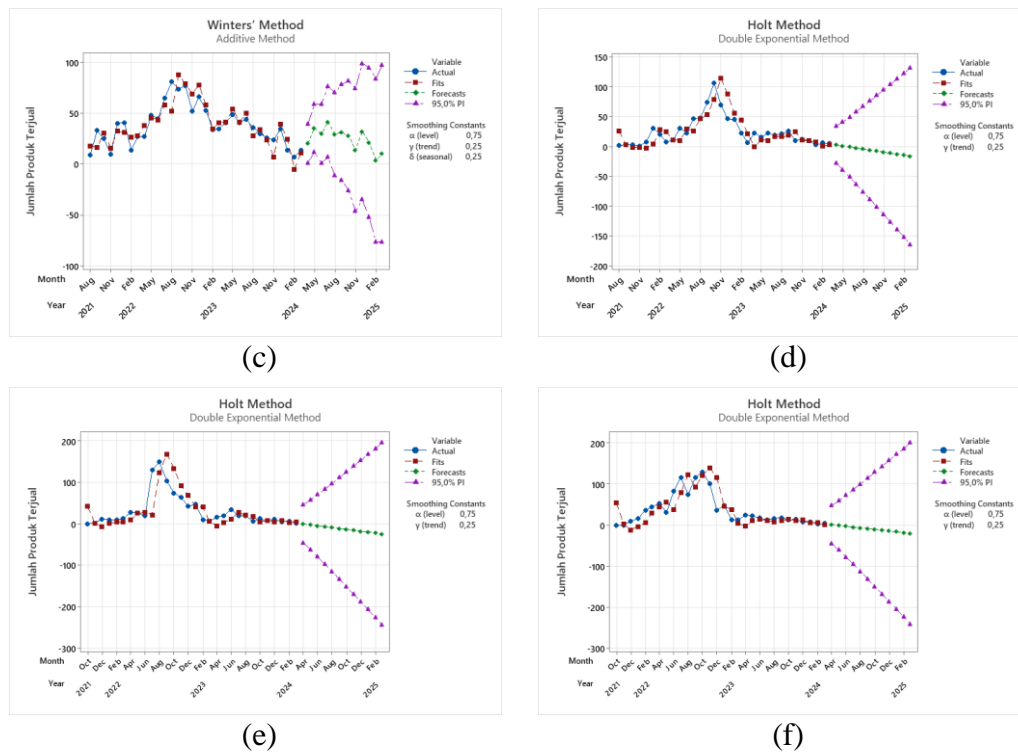 Winters' Method
Additive Method
Jumlah Produk Terjual
100
50
0
-50
-100
Month Aug Nov Feb May Aug Nov Feb May Aug Nov Feb May Aug Nov Feb
Year 2021 2022 2023 2024 2025
Variable
Actual
Fits
Forecasts
95,0% PI
Smoothing Constants
α (level) 0,75
γ (trend) 0,25
δ (seasonal) 0,25
(c)
Holt Method
Double Exponential Method
Jumlah Produk Terjual
150
100
50
0
-50
-100
-150
-200
Month Aug Nov Feb May Aug Nov Feb May Aug Nov Feb May Aug Nov Feb
Year 2021 2022 2023 2024 2025
Variable
Actual
Fits
Forecasts
95,0% PI
Smoothing Constants
α (level) 0,75
γ (trend) 0,25
(d)
Holt Method
Double Exponential Method
Jumlah Produk Terjual
200
100
0
-100
-200
-300
Month Oct Dec Feb Apr Jun Aug Oct Dec Feb Apr Jun Aug Oct Dec Feb Apr Jun Aug Oct Dec Feb
Year 2021 2022 2023 2024 2025
Variable
Actual
Fits
Forecasts
95,0% PI
Smoothing Constants
α (level) 0,75
γ (trend) 0,25
(e)
Holt Method
Double Exponential Method
Jumlah Produk Terjual
200
100
0
-100
-200
-300
Month Oct Dec Feb Apr Jun Aug Oct Dec Feb Apr Jun Aug Oct Dec Feb Apr Jun Aug Oct Dec Feb
Year 2021 2022 2023 2024 2025
Variable
Actual
Fits
Forecasts
95,0% PI
Smoothing Constants
α (level) 0,75
γ (trend) 0,25
(f)